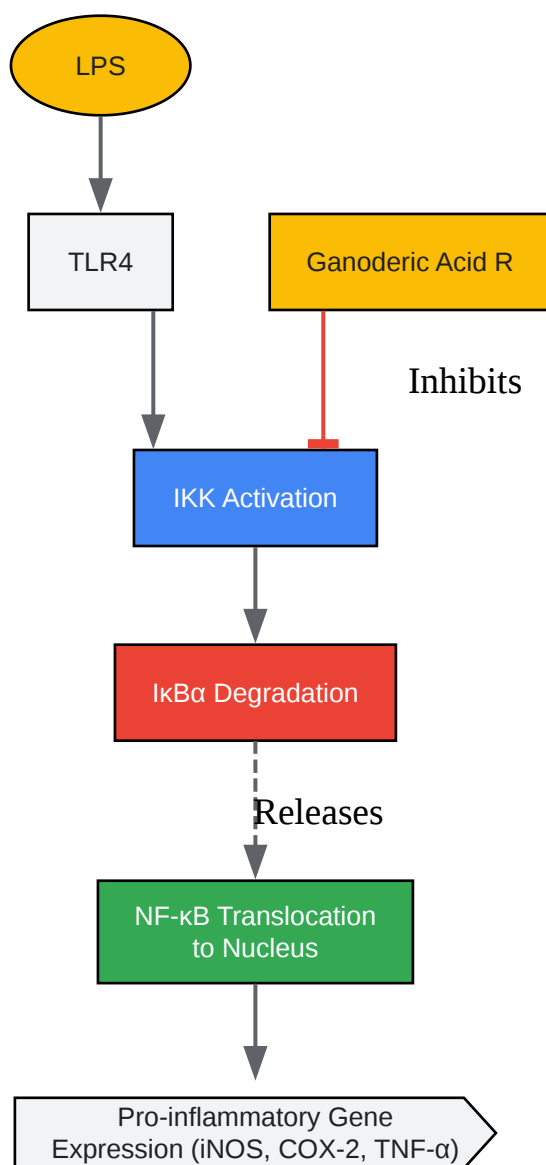 LPS
TLR4
Ganoderic Acid R
Inhibits
IKK Activation
IκBα Degradation
Releases
NF-κB Translocation
to Nucleus
Pro-inflammatory Gene
Expression (iNOS, COX-2, TNF-α)